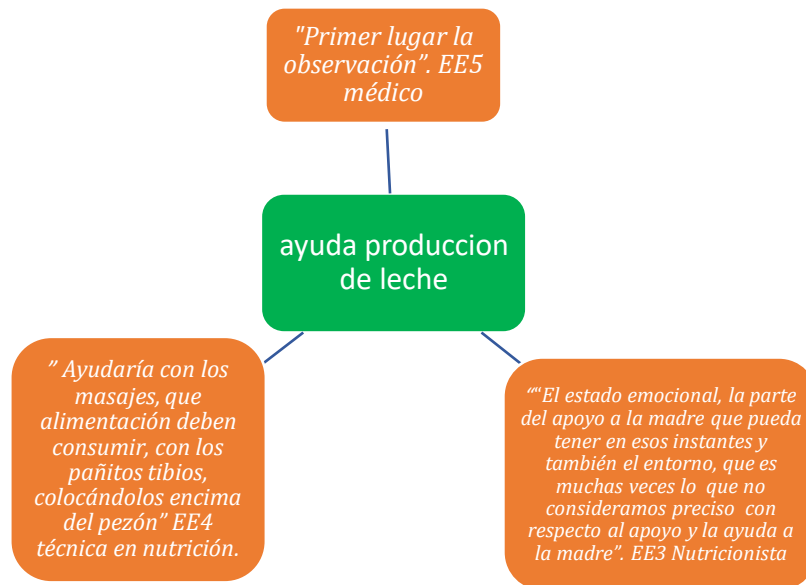 "Primer lugar la
observación”. EE5
médico
ayuda produccion
de leche
” Ayudaría con los
masajes, que
alimentación deben
consumir, con los
pañitos tibios,
colocándolos encima
del pezón” EE4
técnica en nutrición.
““El estado emocional, la parte
del apoyo a la madre que pueda
tener en esos instantes y
también el entorno, que es
muchas veces lo que no
consideramos preciso con
respecto al apoyo y la ayuda a
la madre”. EE3 Nutricionista